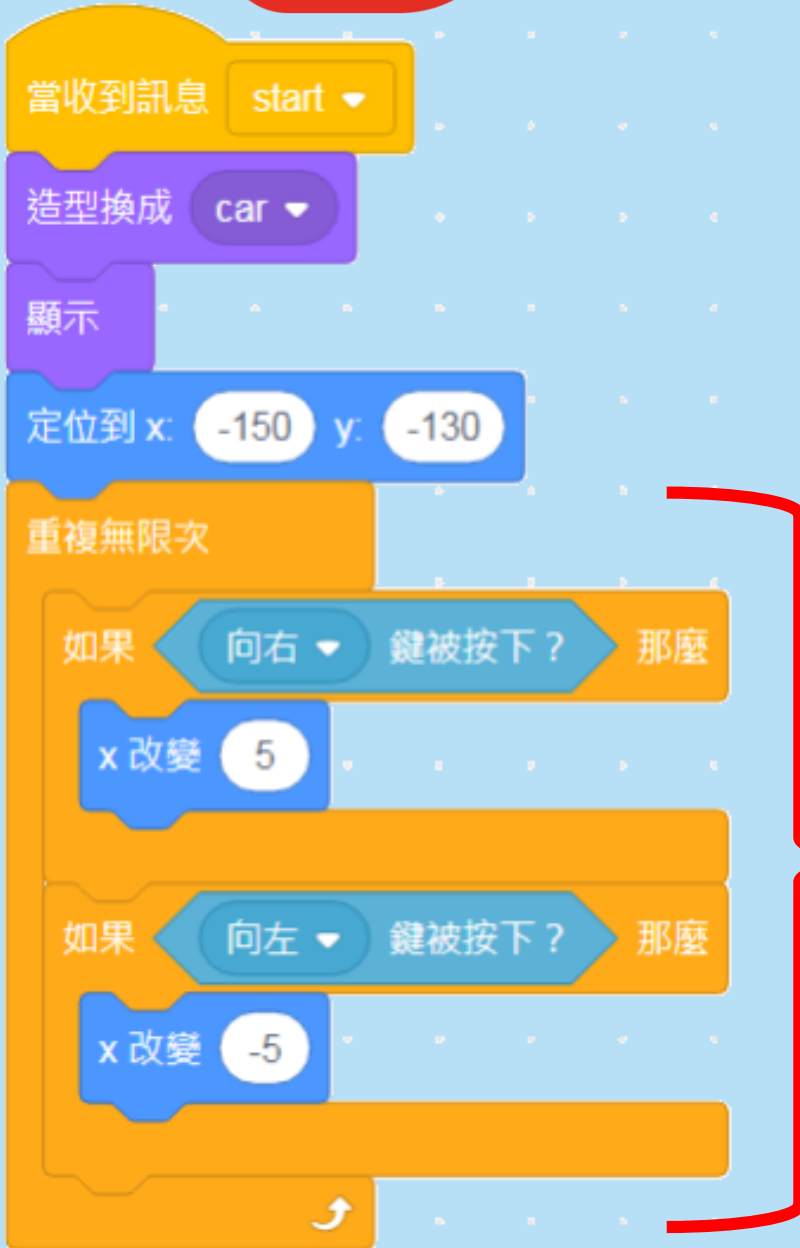 當收到訊息 start
造型換成 car
顯示
定位到 x: -150 y: -130
重複無限次
如果 向右 鍵被按下？ 那麼
x 改變 5
如果 向左 鍵被按下？ 那麼
x 改變 -5